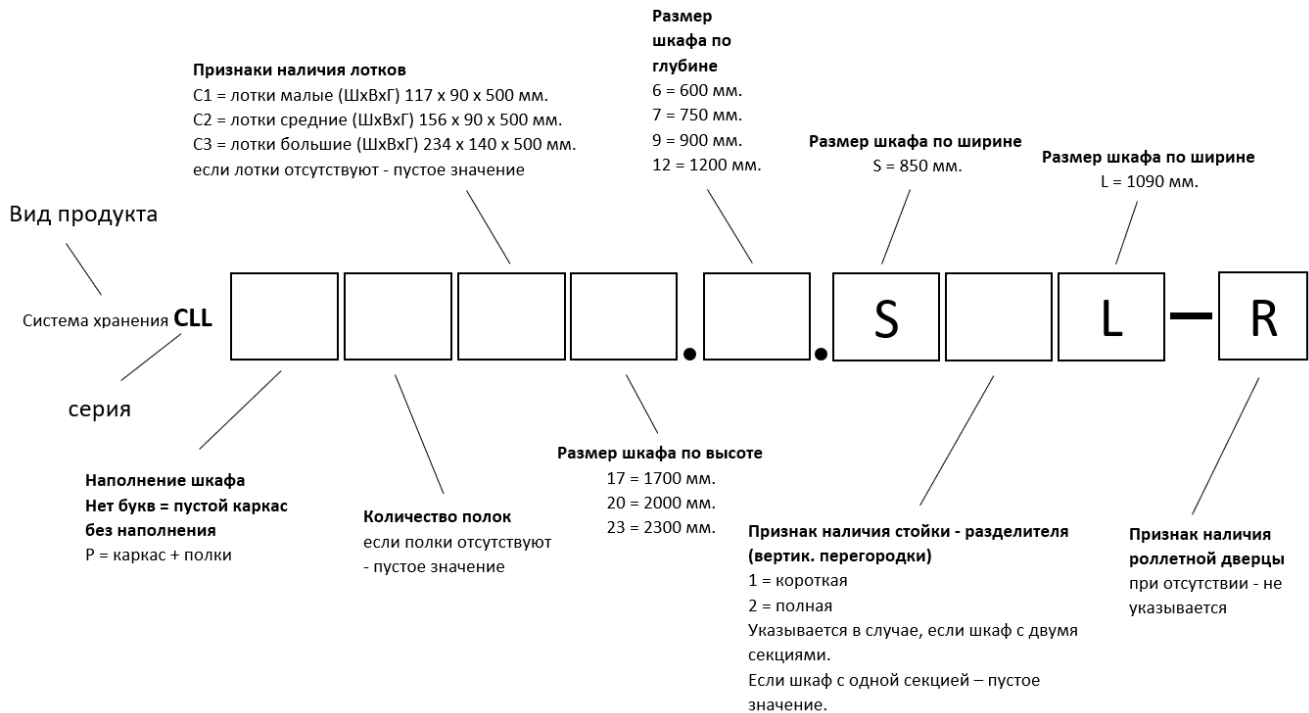 Размер
шкафа по
глубине
6 = 600 мм.
7 = 750 мм.
9 = 900 мм.
12 = 1200 мм.
Признаки наличия лотков
С1 = лотки малые (ШхВхГ) 117 х 90 х 500 мм.
С2 = лотки средние (ШхВхГ) 156 х 90 х 500 мм.
С3 = лотки большие (ШхВхГ) 234 х 140 х 500 мм.
если лотки отсутствуют - пустое значение
Размер шкафа по ширине
S = 850 мм.
Размер шкафа по ширине
L = 1090 мм.
Вид продукта
Система хранения CLL . . S L — R
серия
Наполнение шкафа
Нет букв = пустой каркас
без наполнения
P = каркас + полки
Количество полок
если полки отсутствуют
- пустое значение
Размер шкафа по высоте
17 = 1700 мм.
20 = 2000 мм.
23 = 2300 мм.
Признак наличия стойки - разделителя
(вертик. перегородки)
1 = короткая
2 = полная
Указывается в случае, если шкаф с двумя
секциями.
Если шкаф с одной секцией – пустое
значение.
Признак наличия
роллетной дверцы
при отсутствии - не
указывается